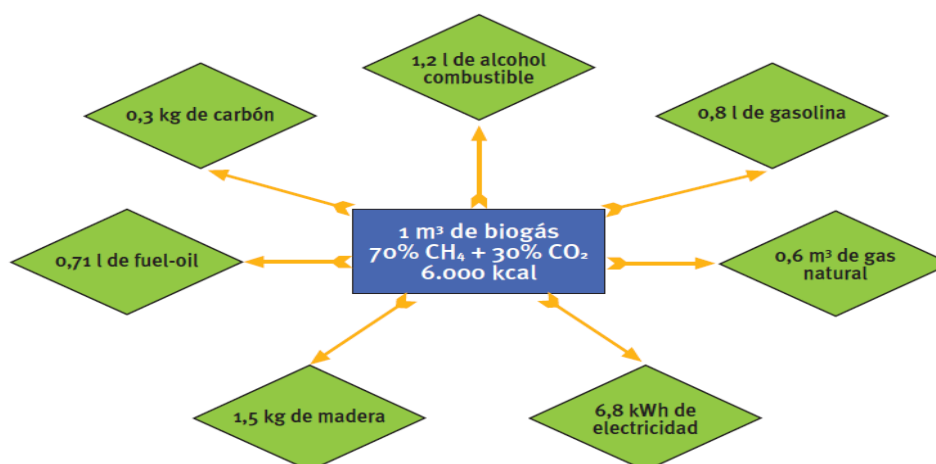 1,2 l de alcohol
combustible
0,3 kg de carbón
0,8 l de gasolina
1 m³ de biogás
70% CH₄ + 30% CO₂
6.000 kcal
0,71 l de fuel-oil
0,6 m³ de gas
natural
1,5 kg de madera
6,8 kWh de
electricidad